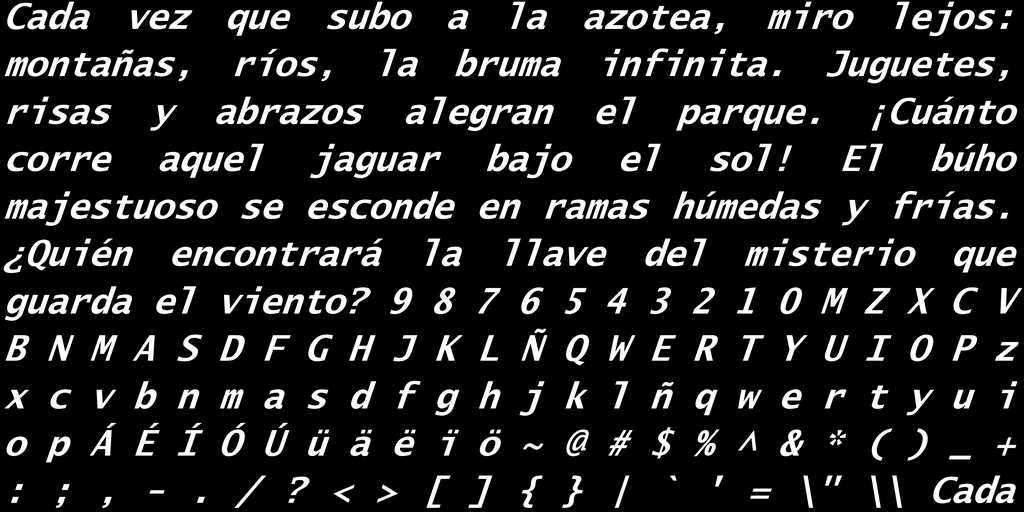 Cada vez que subo a la azotea, miro lejos:
montañas, ríos, la bruma infinita. Juguetes,
risas y abrazos alegran el parque. ¡Cuánto
corre aquel jaguar bajo el sol! El búho
majestuoso se esconde en ramas húmedas y frías.
¿Quién encontrará la llave del misterio que
guarda el viento? 9 8 7 6 5 4 3 2 1 0 M Z X C V
B N M A S D F G H J K L Ñ Q W E R T Y U I O P z
x c v b n m a s d f g h j k l ñ q w e r t y u i
o p Á É Í Ó Ú ü ä ë ï ö ~ @ # $ % ^ & * ( ) _ +
: ; , - . / ? < > [ ] { } | ` ' = \" \\ Cada